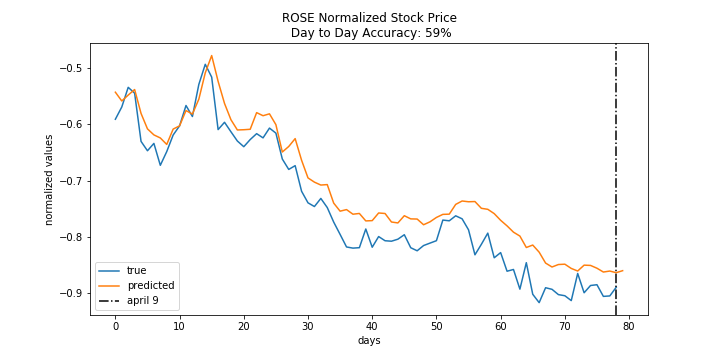 ROSE Normalized Stock Price
Day to Day Accuracy: 59%
normalized values
−0.5
−0.6
−0.7
−0.8
−0.9
true
predicted
april 9
0 10 20 30 40 50 60 70 80
days